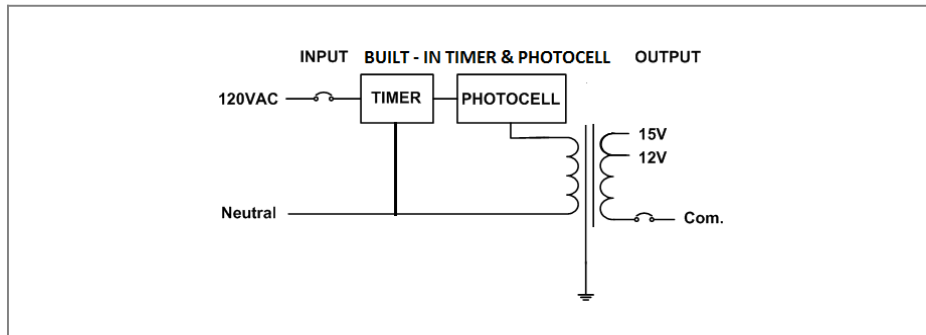 INPUT BUILT - IN TIMER & PHOTOCELL OUTPUT
120VAC TIMER PHOTOCELL
15V
12V
Neutral
Com.